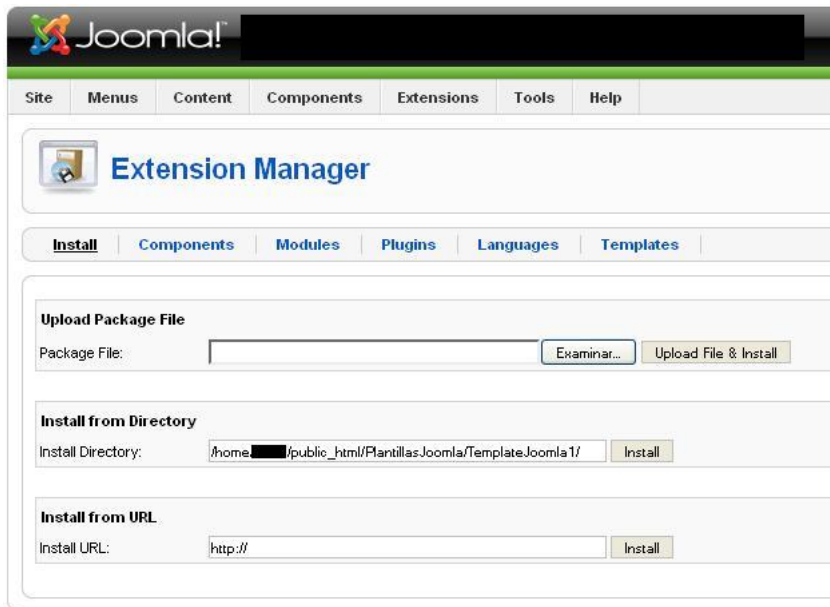 Joomla!™
Site Menus Content Components Extensions Tools Help
Extension Manager
Install Components Modules Plugins Languages Templates
Upload Package File
Package File: Examinar... Upload File & Install
Install from Directory
Install Directory: /home/ /public_html/PlantillasJoomla/TemplateJoomla1/ Install
Install from URL
Install URL: http:// Install